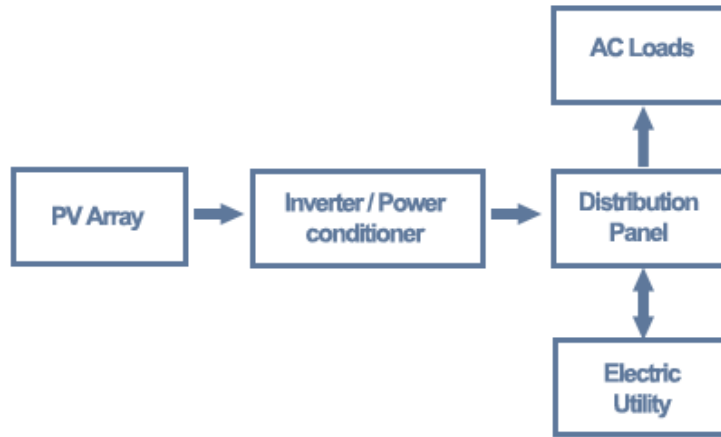 AC Loads
PV Array
Inverter / Power
conditioner
Distribution
Panel
Electric
Utility